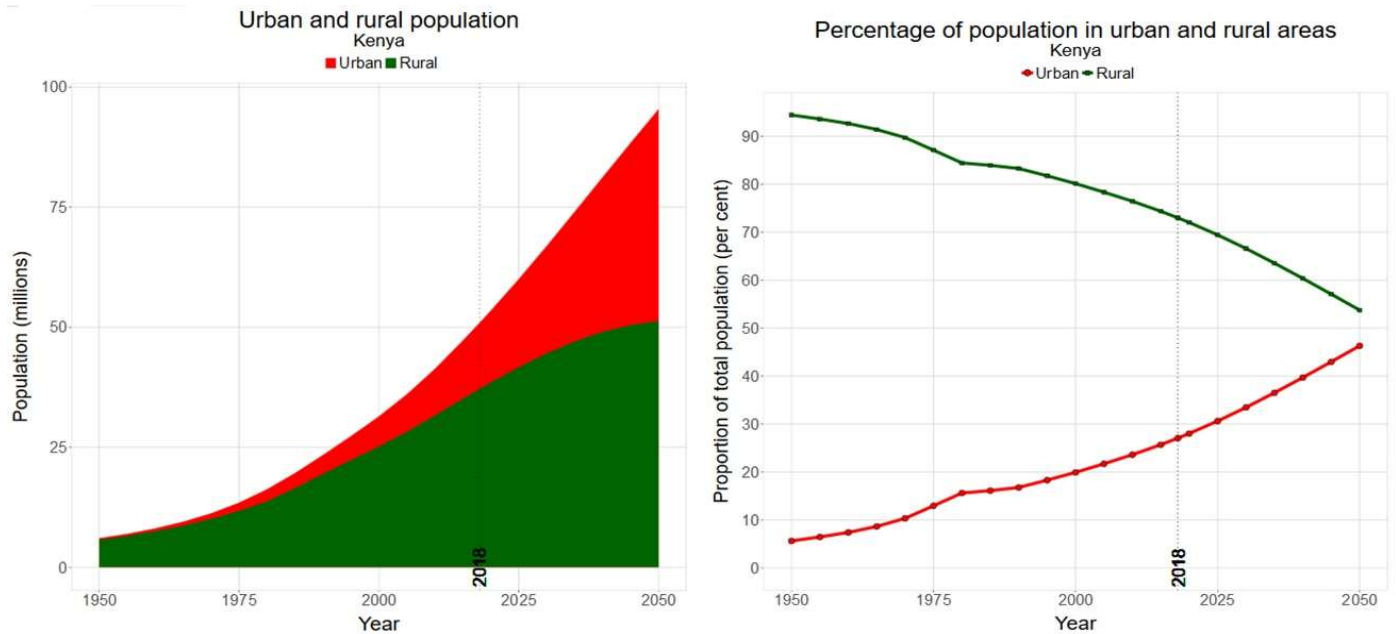 Urban and rural population
Kenya
Urban Rural
100
75
50
25
0
Population (millions)
2018
1950 1975 2000 2025 2050
Year
Percentage of population in urban and rural areas
Kenya
Urban Rural
90
80
70
60
50
40
30
20
10
0
Proportion of total population (per cent)
2018
1950 1975 2000 2025 2050
Year